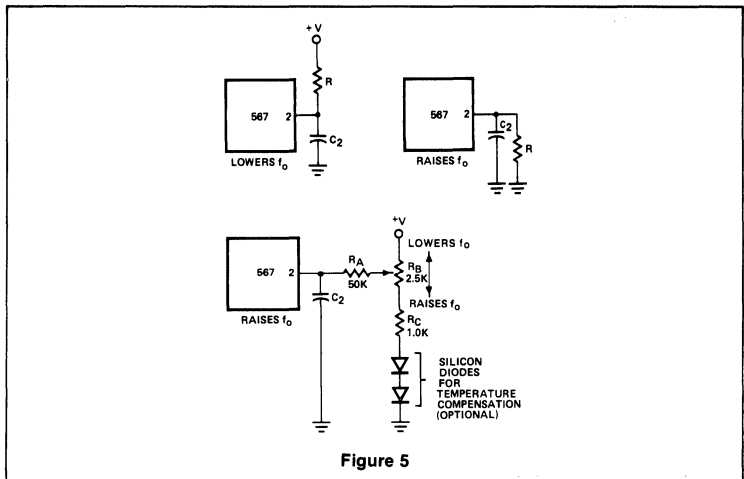 +V
R
567 2
C2
LOWERS fo
567 2
C2
R
RAISES fo
+V
LOWERS fo
567 2
RA
50K
RB
2.5K
C2
RAISES fo
RAISES fo
RC
1.0K
SILICON
DIODES
FOR
TEMPERATURE
COMPENSATION
(OPTIONAL)
Figure 5